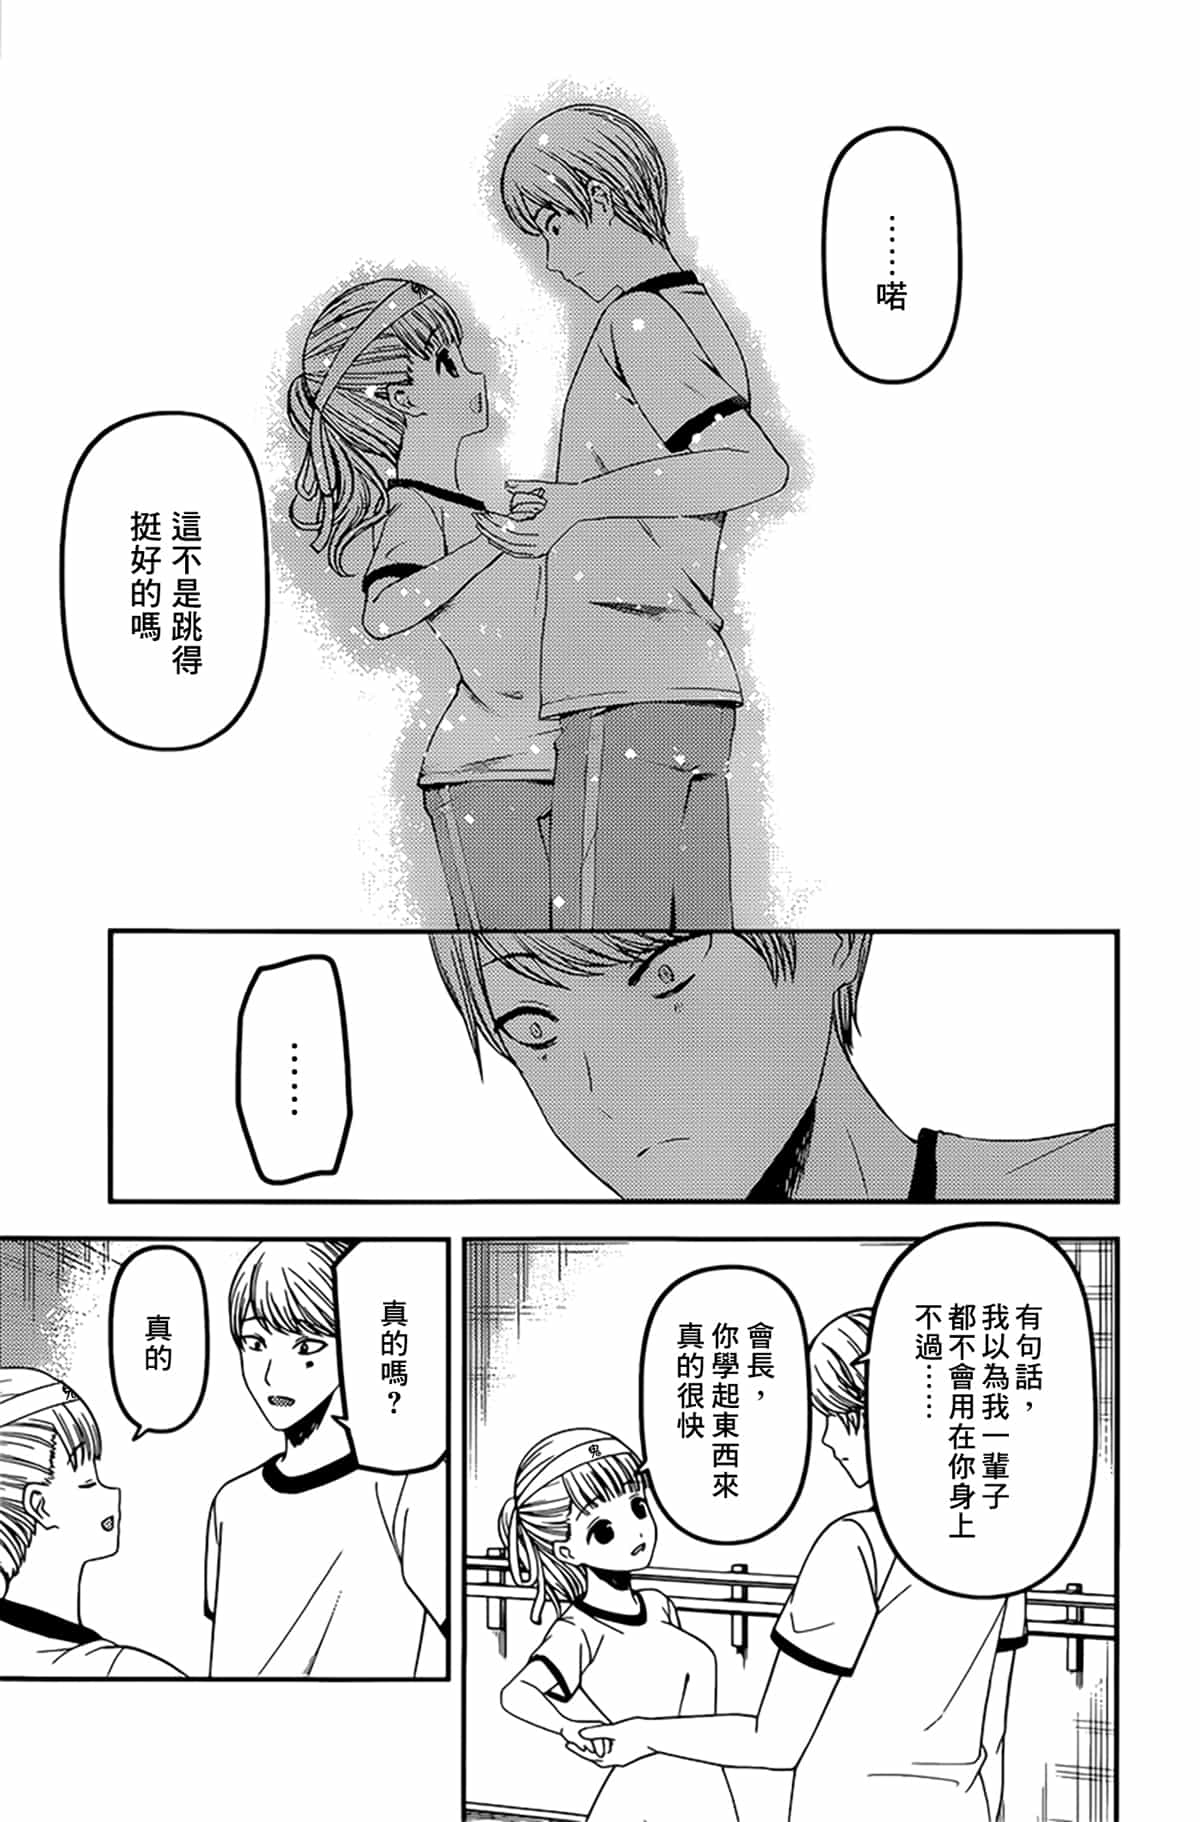 ……喏
這不是跳得
挺好的嗎
……
有句話，
我以為我一輩子
都不會用在你身上
不過……
會長，
你學起東西來
真的很快
鬼
真的嗎？
真的
鬼